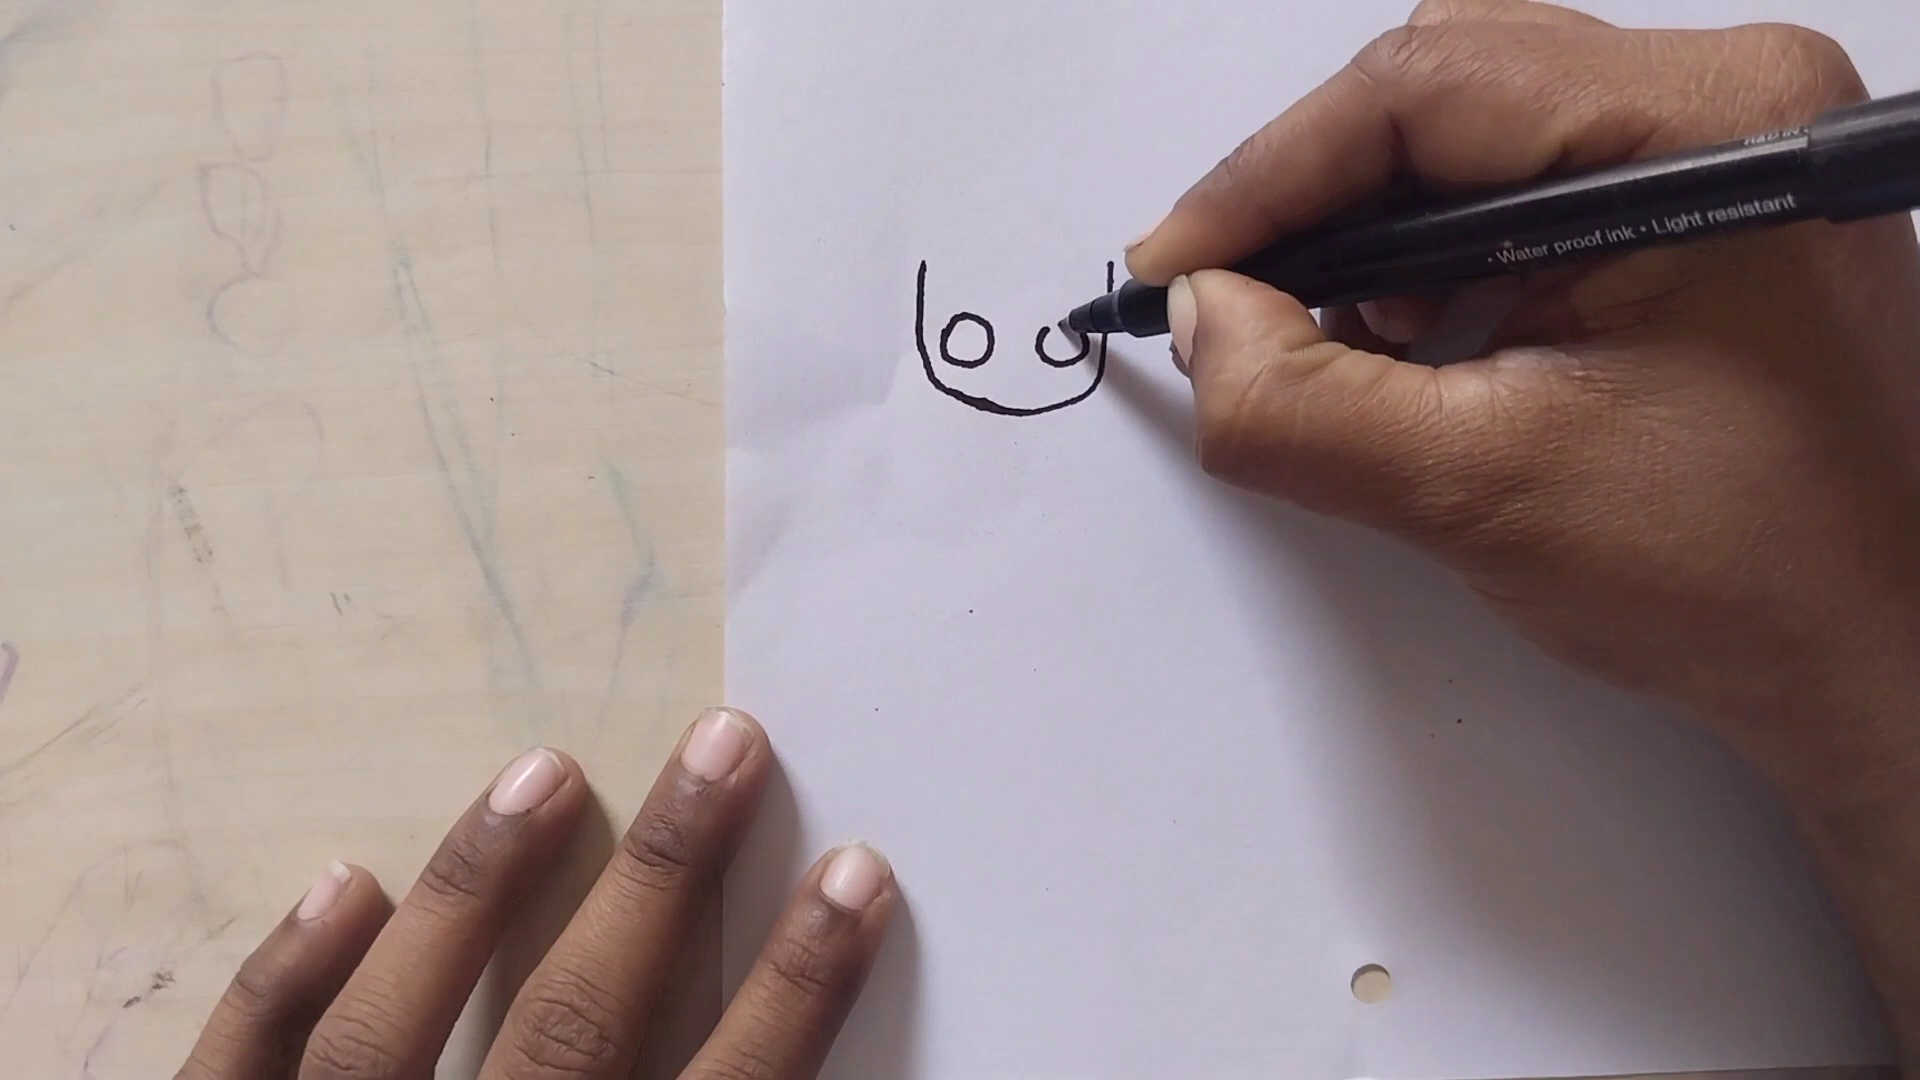 • Water proof ink • Light resistant